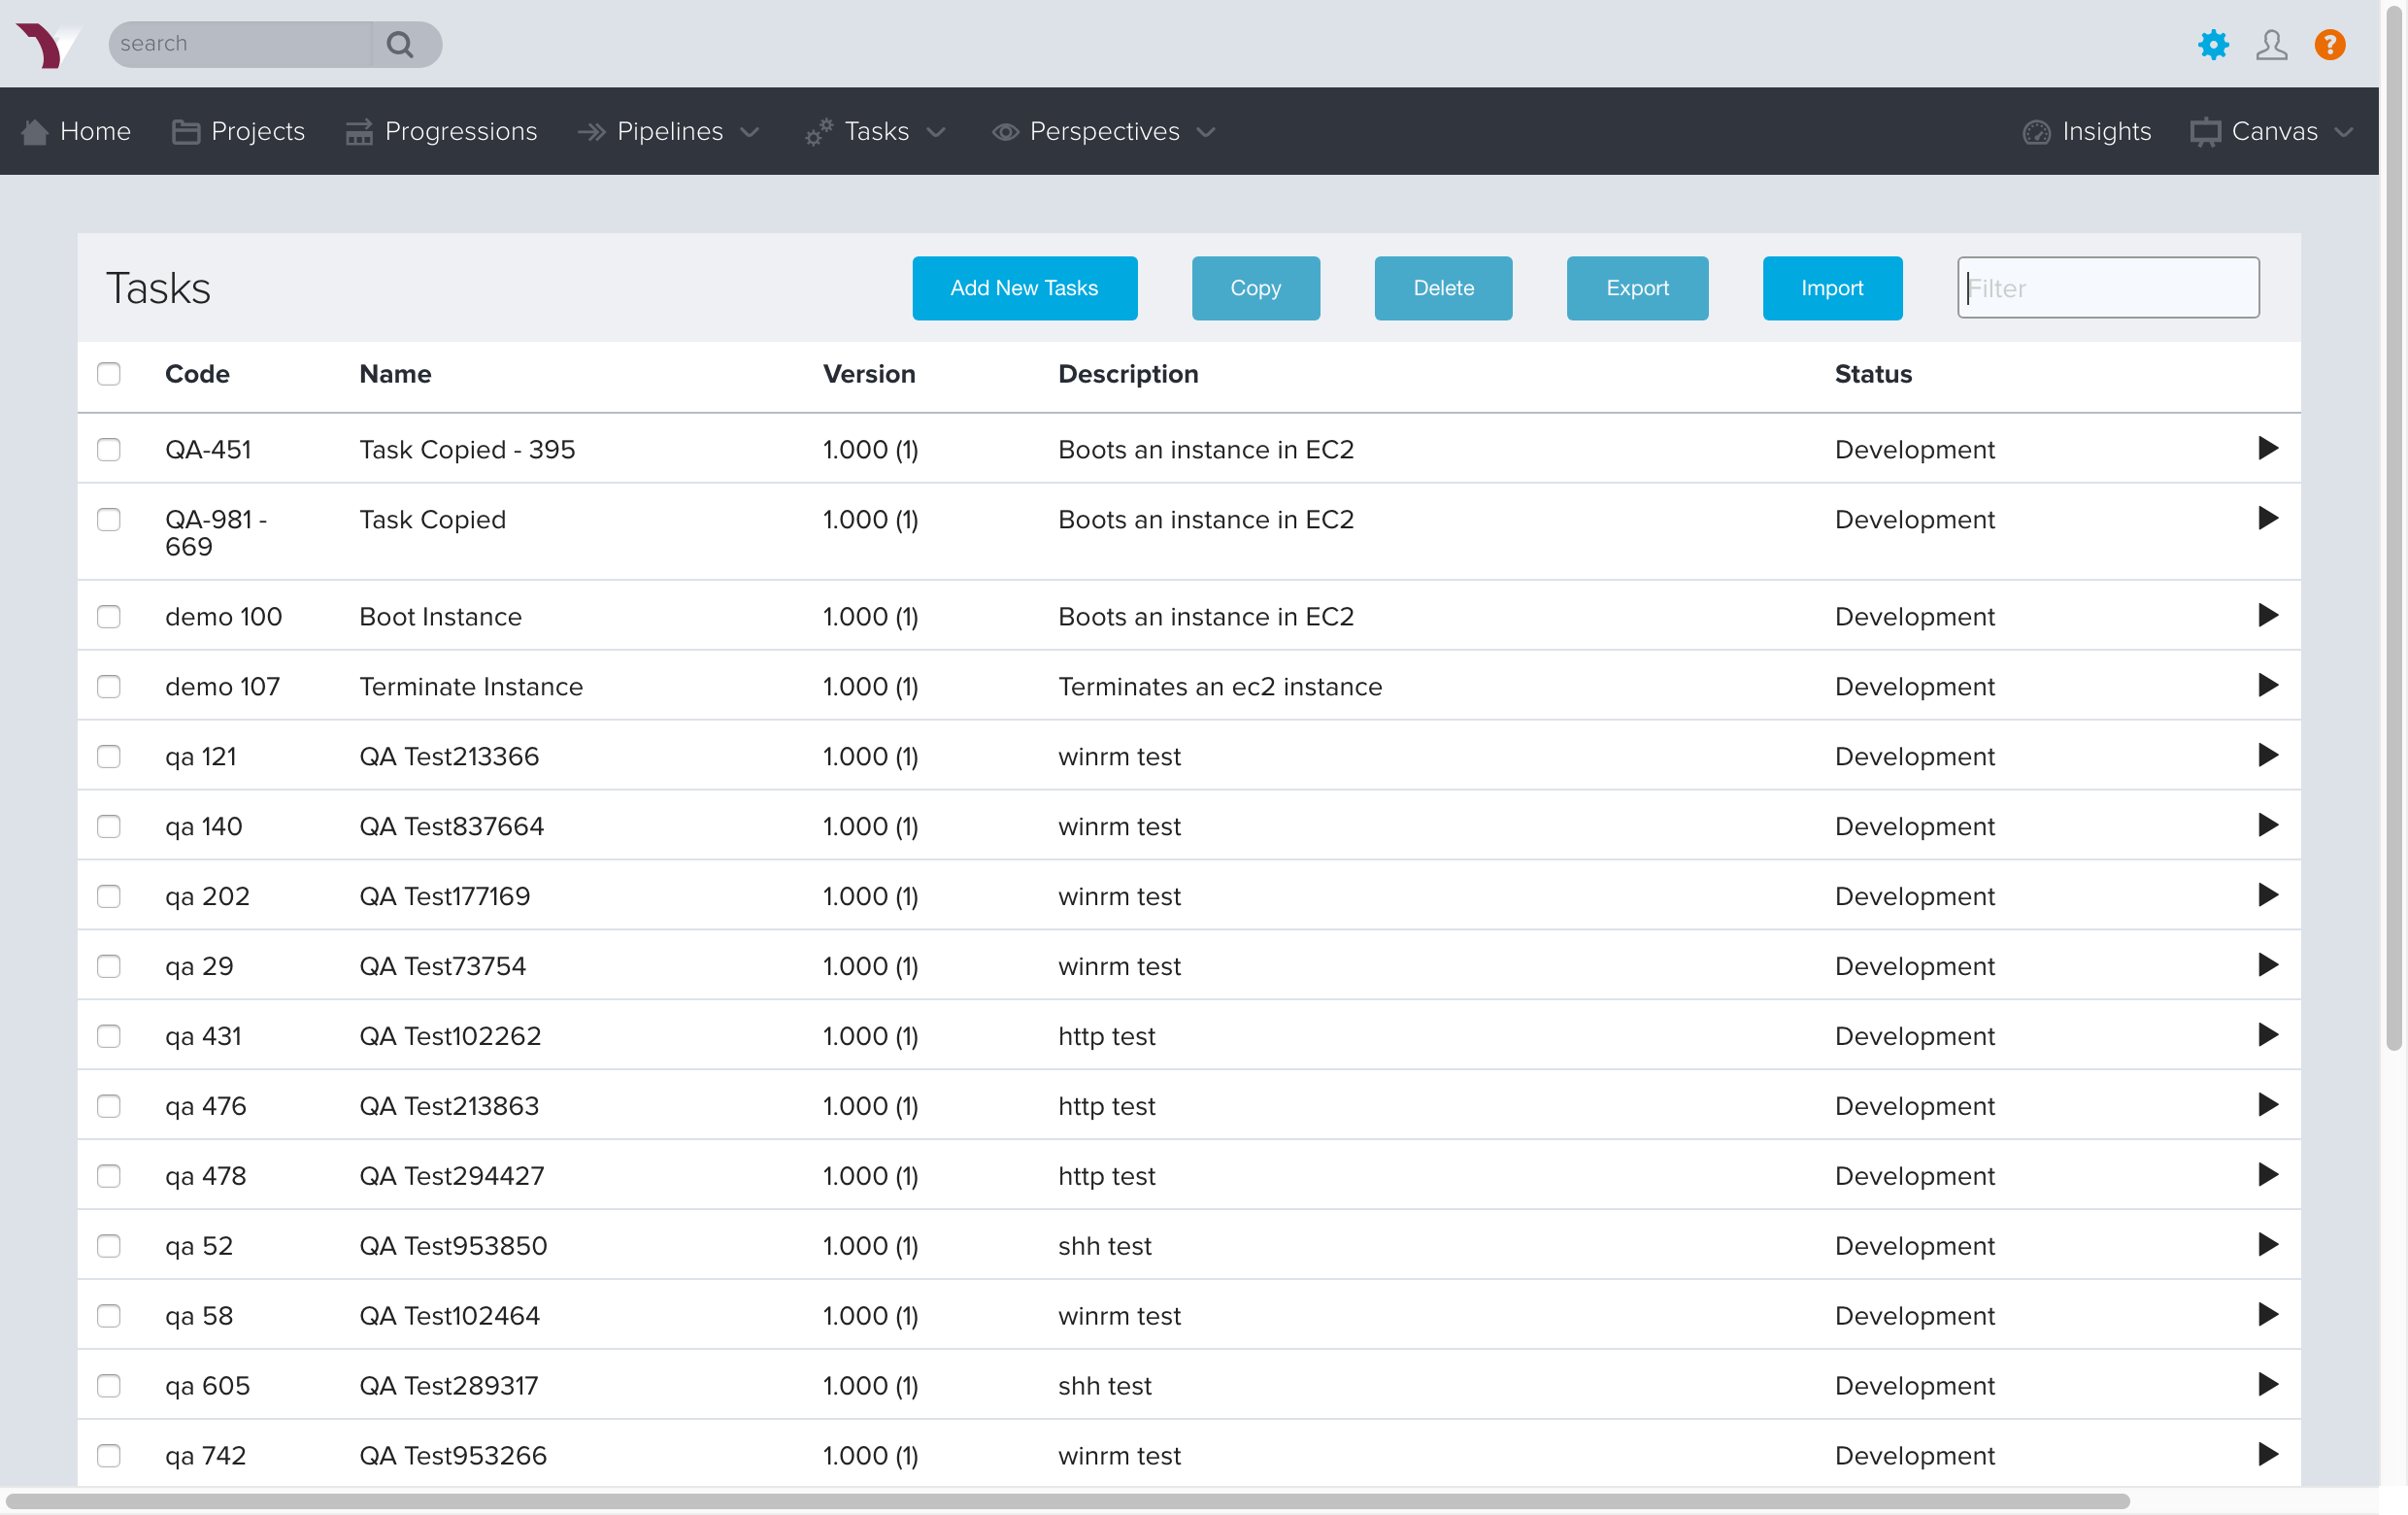 search
?
Home Projects Progressions Pipelines Tasks Perspectives Insights Canvas
Tasks Add New Tasks Copy Delete Export Import Filter
Code Name Version Description Status
QA-451 Task Copied - 395 1.000 (1) Boots an instance in EC2 Development
QA-981 - Task Copied 1.000 (1) Boots an instance in EC2 Development
669
demo 100 Boot Instance 1.000 (1) Boots an instance in EC2 Development
demo 107 Terminate Instance 1.000 (1) Terminates an ec2 instance Development
qa 121 QA Test213366 1.000 (1) winrm test Development
qa 140 QA Test837664 1.000 (1) winrm test Development
qa 202 QA Test177169 1.000 (1) winrm test Development
qa 29 QA Test73754 1.000 (1) winrm test Development
qa 431 QA Test102262 1.000 (1) http test Development
qa 476 QA Test213863 1.000 (1) http test Development
qa 478 QA Test294427 1.000 (1) http test Development
qa 52 QA Test953850 1.000 (1) shh test Development
qa 58 QA Test102464 1.000 (1) winrm test Development
qa 605 QA Test289317 1.000 (1) shh test Development
qa 742 QA Test953266 1.000 (1) winrm test Development